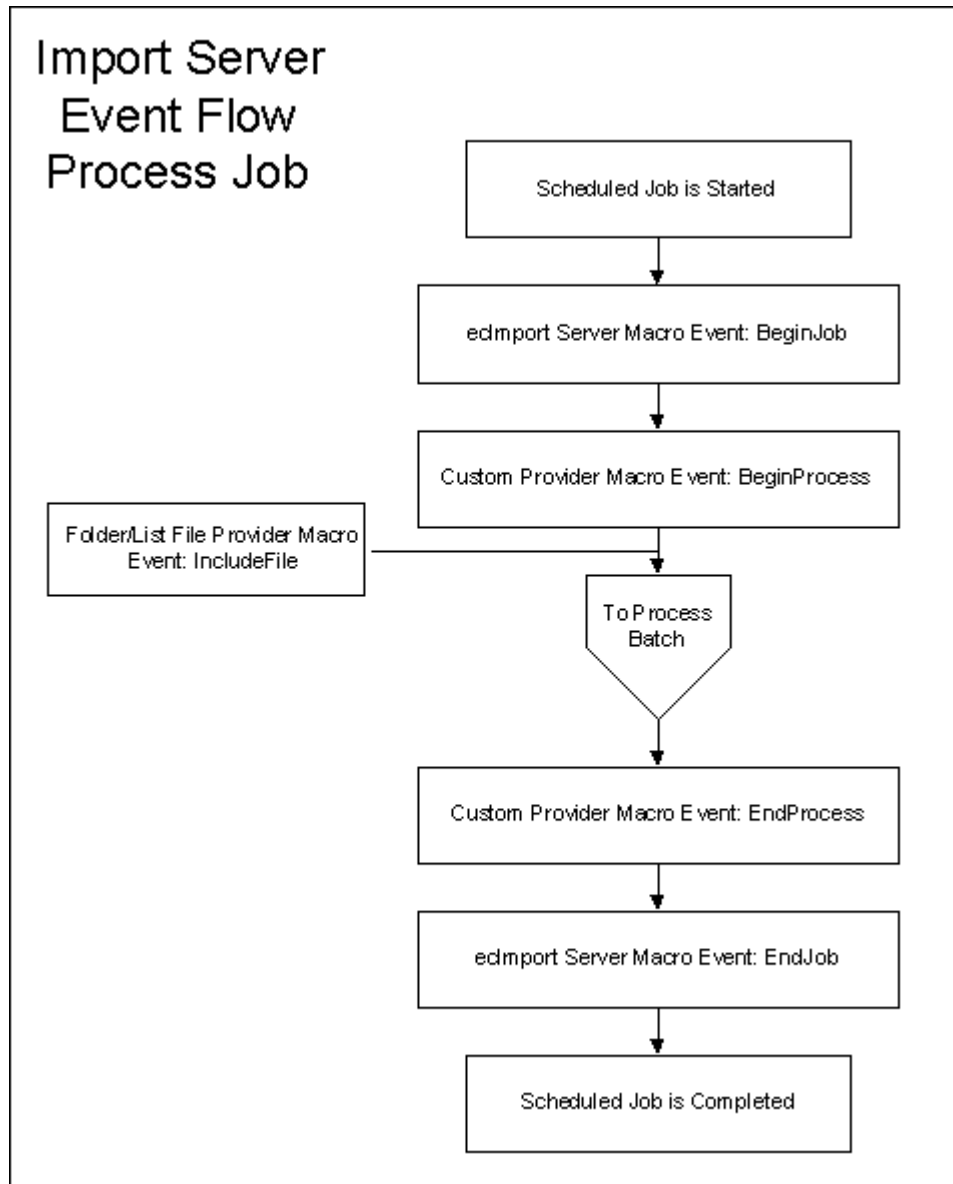 Import Server
Event Flow
Process Job
Scheduled Job is Started
ecImport Server Macro Event: BeginJob
Custom Provider Macro Event: BeginProcess
Folder/List File Provider Macro
Event: IncludeFile
To Process
Batch
Custom Provider Macro Event: EndProcess
ecImport Server Macro Event: EndJob
Scheduled Job is Completed